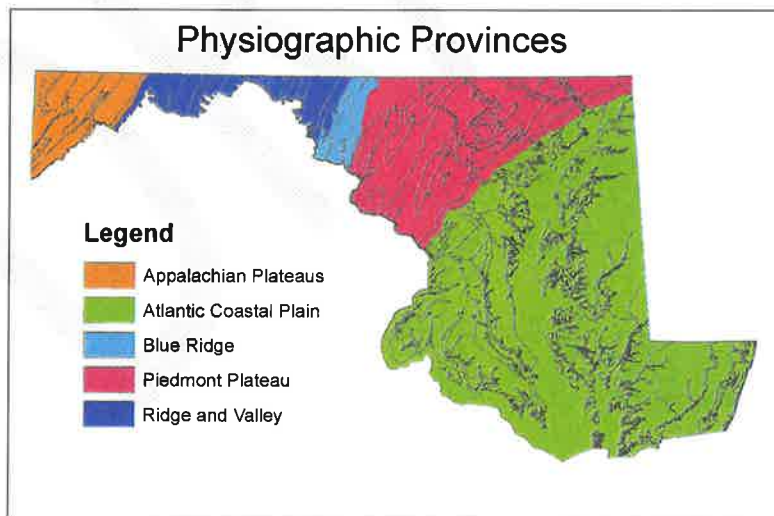 Physiographic Provinces
Legend
Appalachian Plateaus
Atlantic Coastal Plain
Blue Ridge
Piedmont Plateau
Ridge and Valley